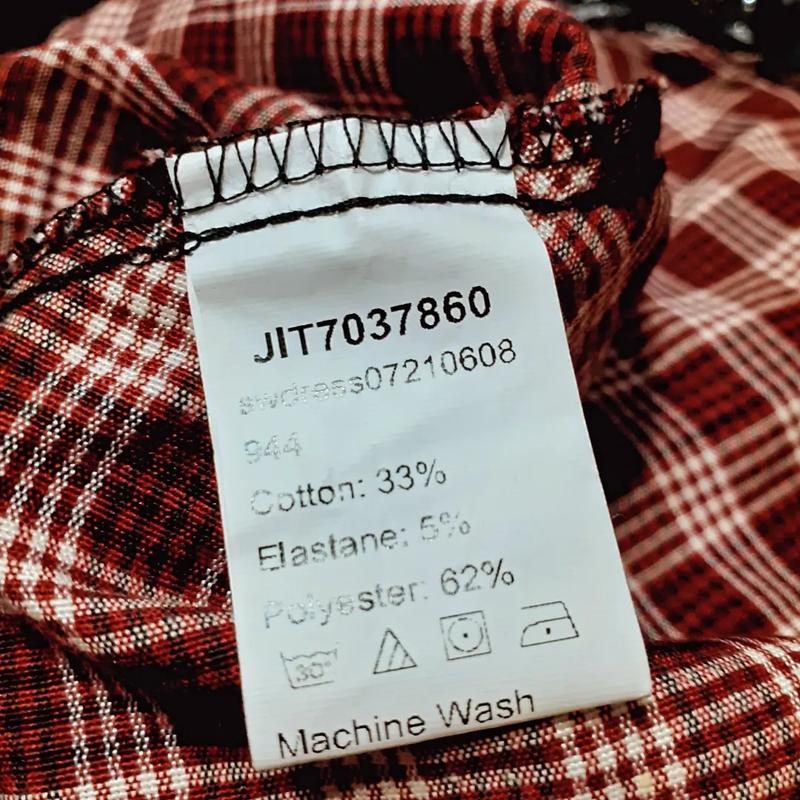 JIT7037860
swdress07210608
944
Cotton: 33%
Elastane: 5%
Polyester: 62%
30°
Machine Wash